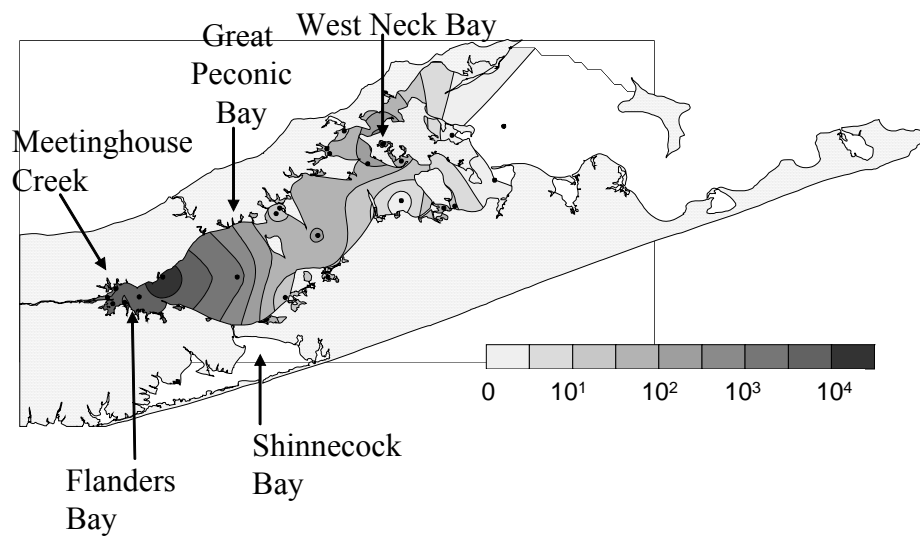 West Neck Bay
Great
Peconic
Bay
Meetinghouse
Creek
0 10¹ 10² 10³ 10⁴
Shinnecock
Bay
Flanders
Bay